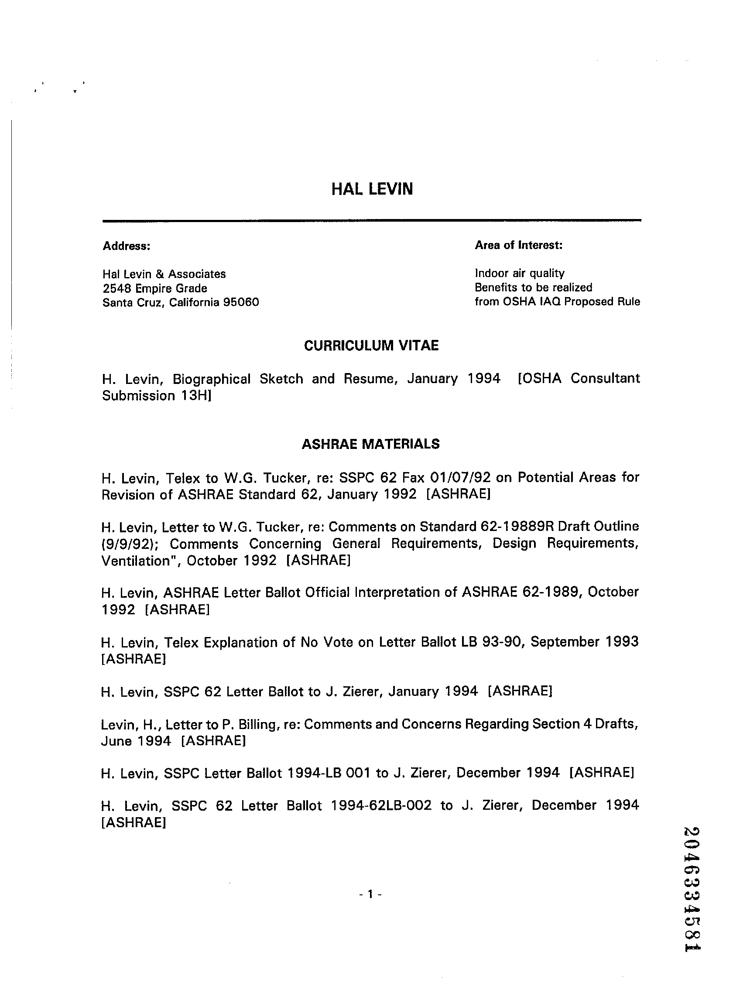 HAL LEVIN
Address:
Hal Levin & Associates
2548 Empire Grade
Santa Cruz, California 95060
Area of Interest:
Indoor air quality
Benefits to be realized
from OSHA IAQ Proposed Rule
CURRICULUM VITAE
H. Levin, Biographical Sketch and Resume, January 1994 [OSHA Consultant
Submission 13H]
ASHRAE MATERIALS
H. Levin, Telex to W.G. Tucker, re: SSPC 62 Fax 01/07/92 on Potential Areas for
Revision of ASHRAE Standard 62, January 1992 [ASHRAE]
H. Levin, Letter to W.G. Tucker, re: Comments on Standard 62-19889R Draft Outline
(9/9/92); Comments Concerning General Requirements, Design Requirements,
Ventilation", October 1992 [ASHRAE]
H. Levin, ASHRAE Letter Ballot Official Interpretation of ASHRAE 62-1989, October
1992 [ASHRAE]
H. Levin, Telex Explanation of No Vote on Letter Ballot LB 93-90, September 1993
[ASHRAE]
H. Levin, SSPC 62 Letter Ballot to J. Zierer, January 1994 [ASHRAE]
Levin, H., Letter to P. Billing, re: Comments and Concerns Regarding Section 4 Drafts,
June 1994 [ASHRAE]
H. Levin, SSPC Letter Ballot 1994-LB 001 to J. Zierer, December 1994 [ASHRAE]
H. Levin, SSPC 62 Letter Ballot 1994-62LB-002 to J. Zierer, December 1994
[ASHRAE]
- 1 -
2046334581